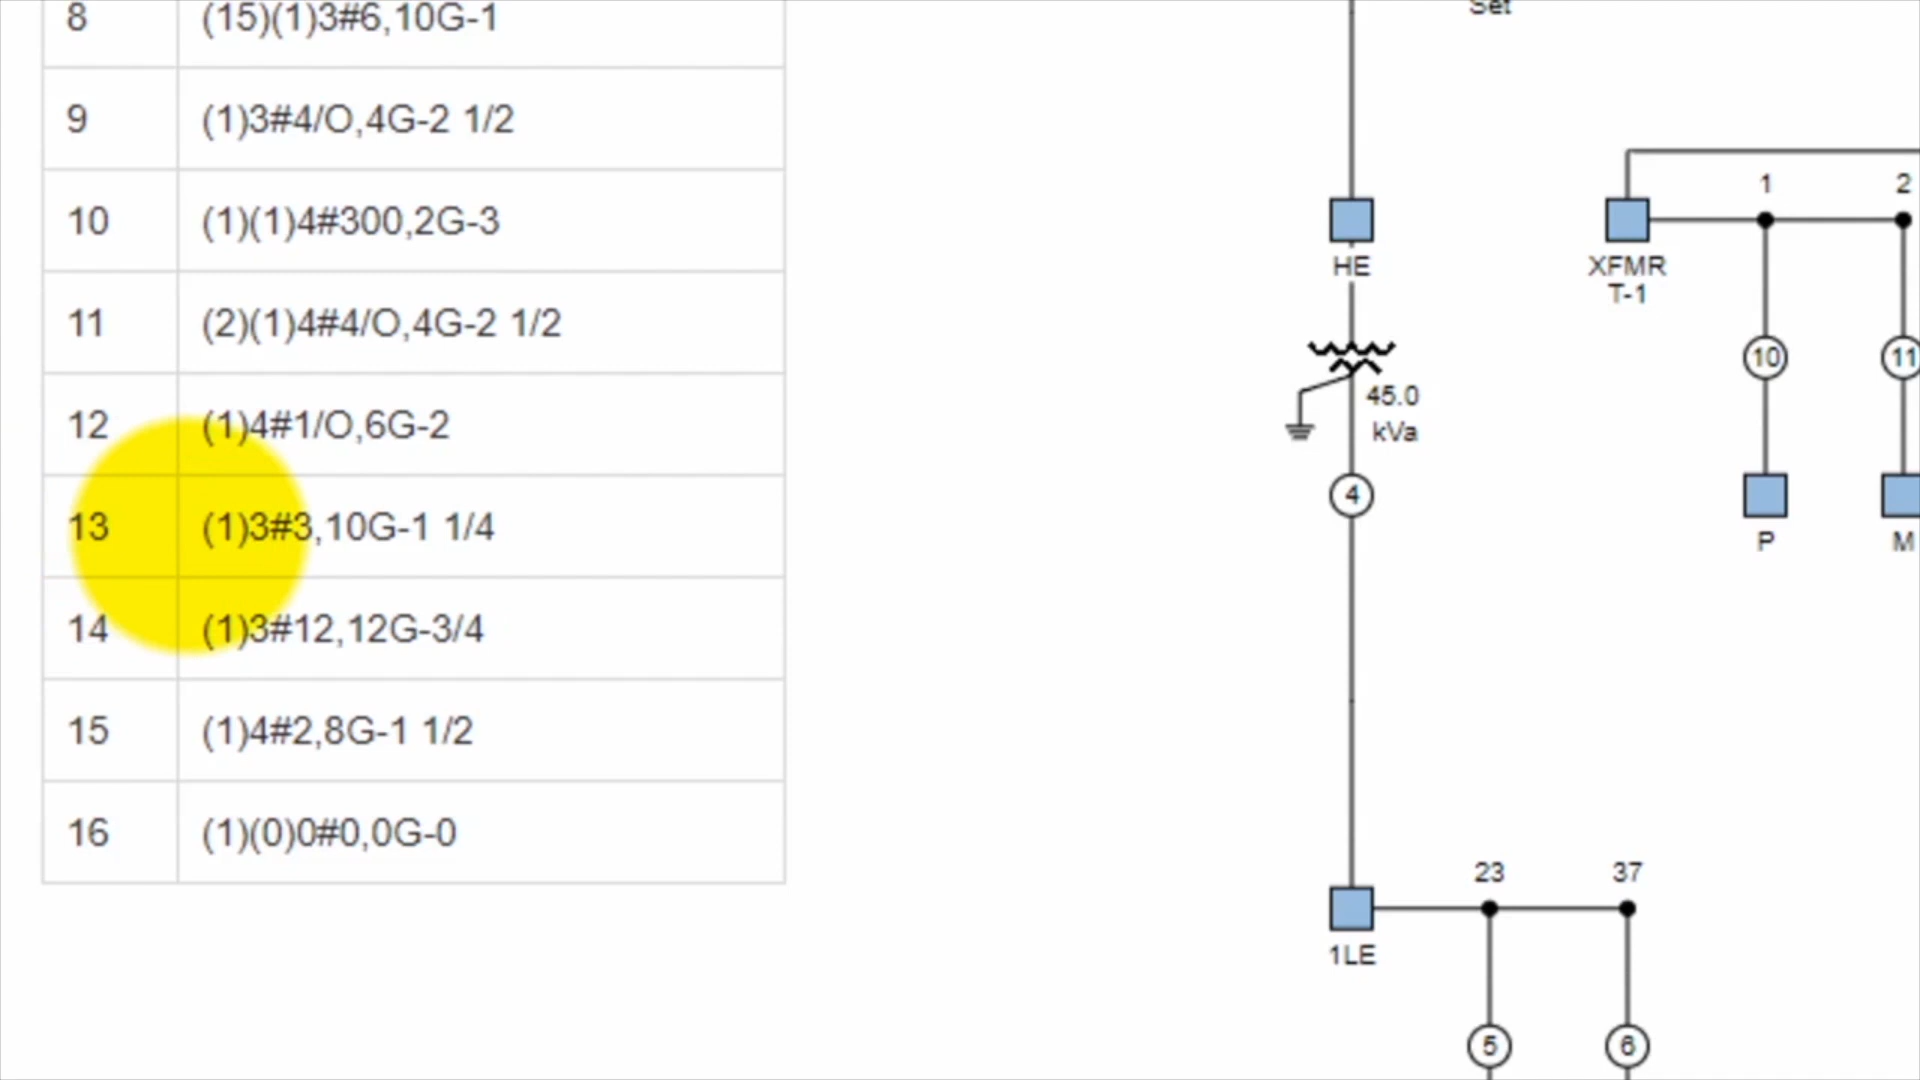 8 (15)(1)3#6,10G-1
9 (1)3#4/O,4G-2 1/2
10 (1)(1)4#300,2G-3
11 (2)(1)4#4/O,4G-2 1/2
12 (1)4#1/O,6G-2
13 (1)3#3,10G-1 1/4
14 (1)3#12,12G-3/4
15 (1)4#2,8G-1 1/2
16 (1)(0)0#0,0G-0
Set
1 2
HE
XFMR
T-1
10 11
45.0
kVa
4
P M
23 37
1LE
5 6